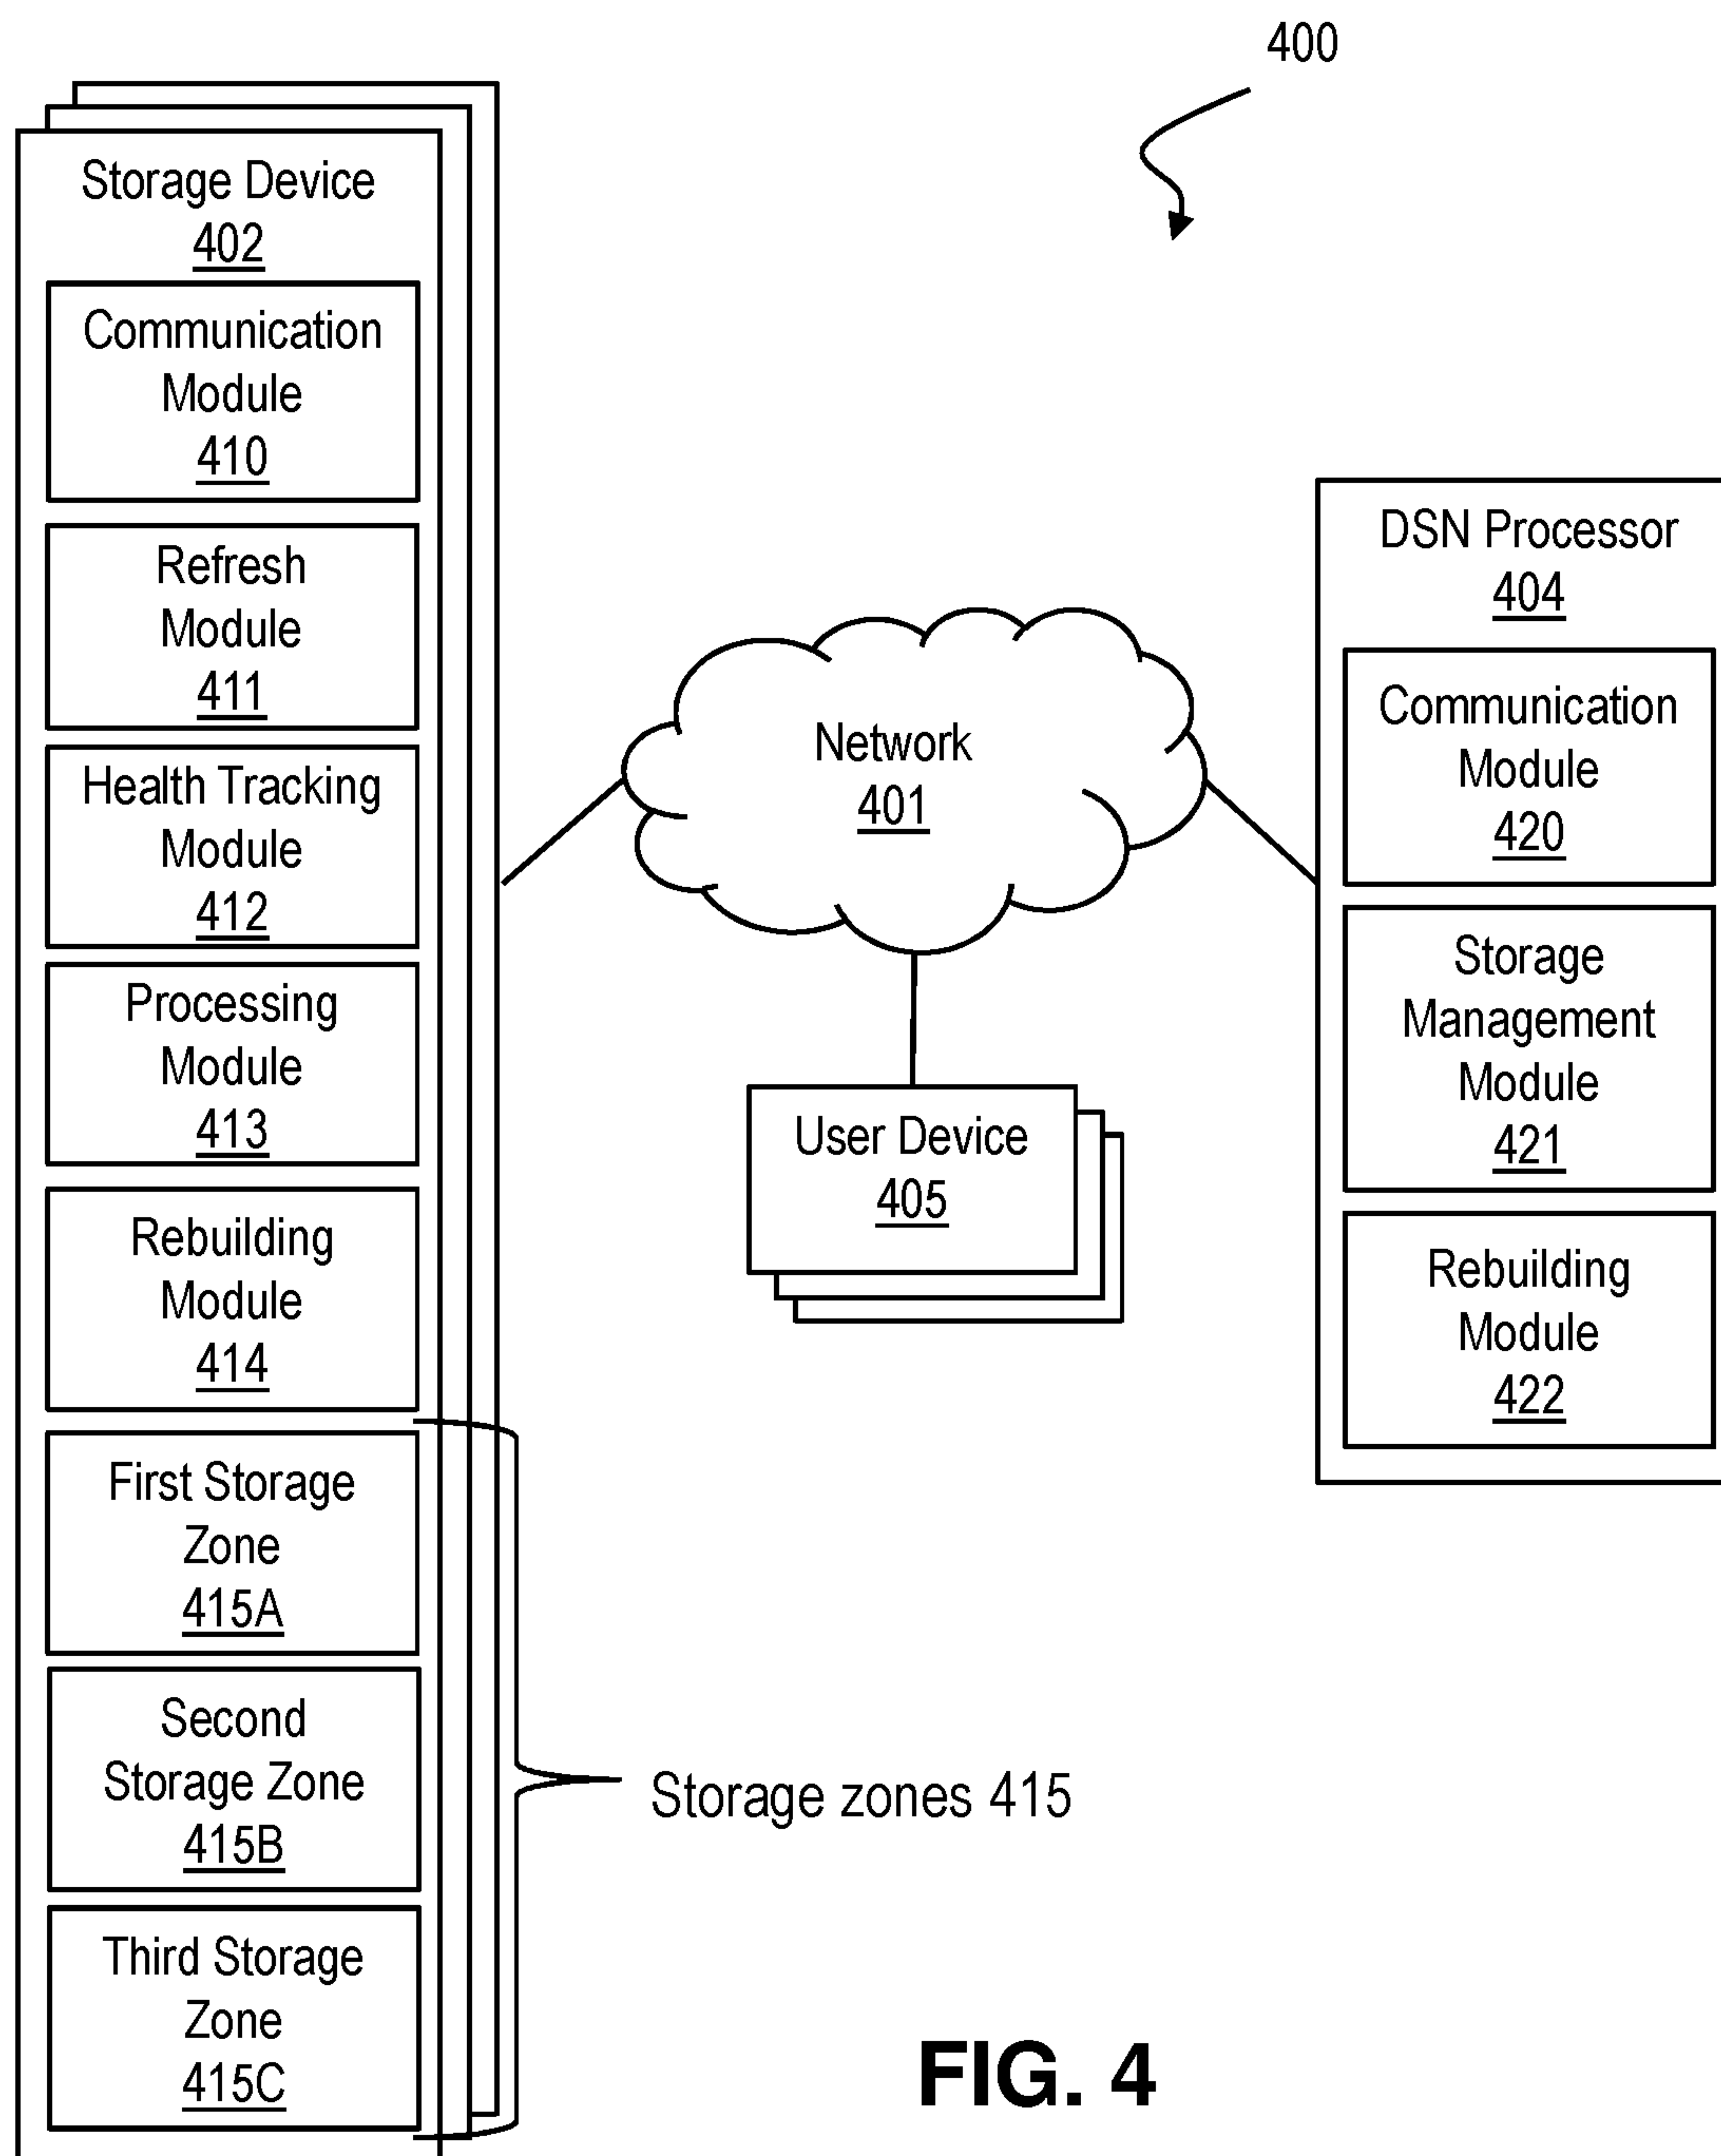 400
Storage Device
402
Communication
Module
410
Refresh
Module
411
Health Tracking
Module
412
Processing
Module
413
Rebuilding
Module
414
First Storage
Zone
415A
Second
Storage Zone
415B
Third Storage
Zone
415C
Storage zones 415
Network
401
User Device
405
DSN Processor
404
Communication
Module
420
Storage
Management
Module
421
Rebuilding
Module
422
FIG. 4